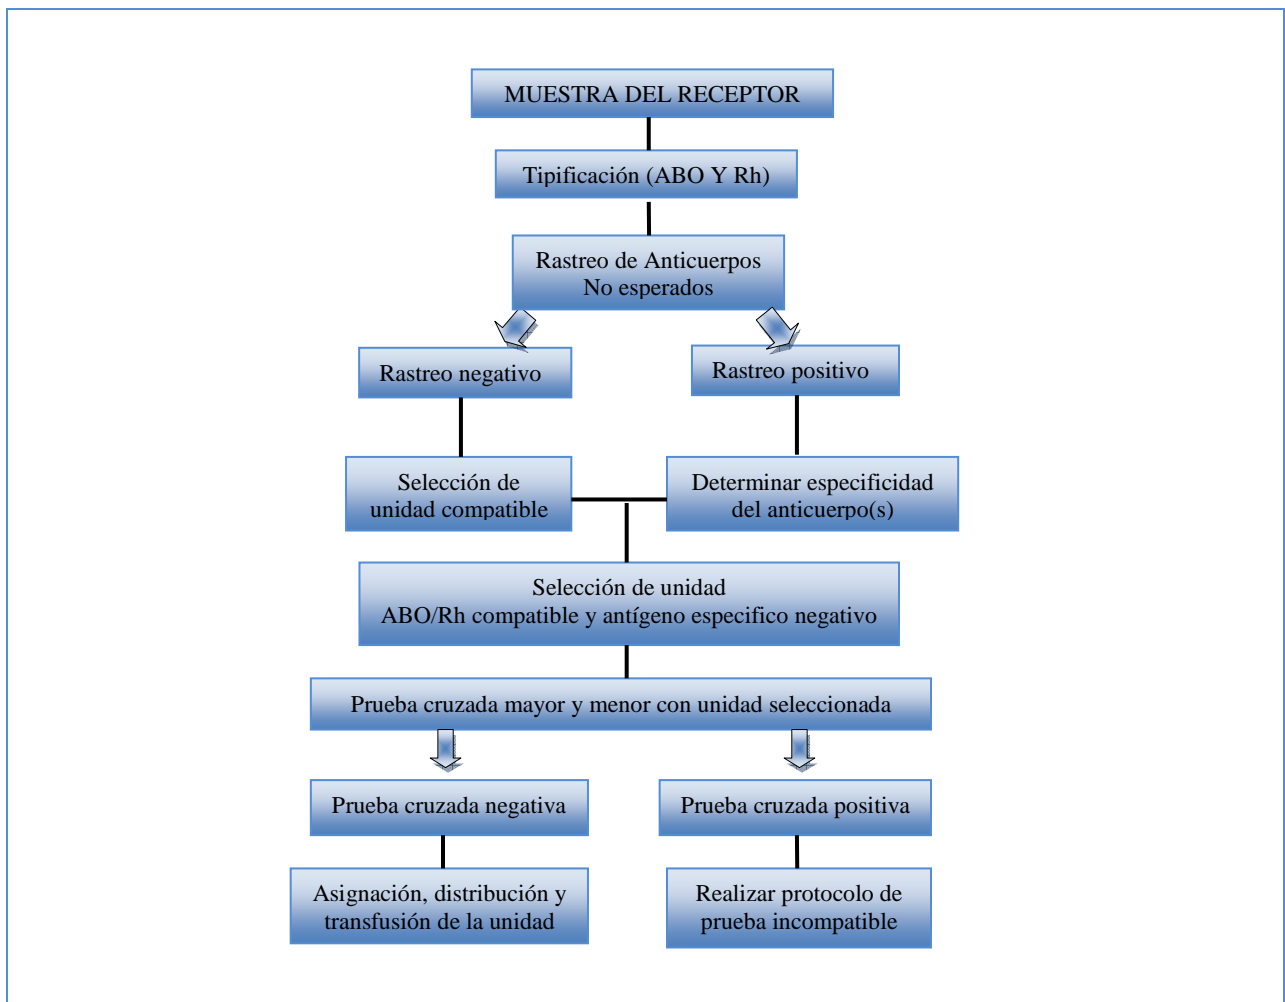 MUESTRA DEL RECEPTOR
Tipificación (ABO Y Rh)
Rastreo de Anticuerpos
No esperados
Rastreo negativo
Rastreo positivo
Selección de
unidad compatible
Determinar especificidad
del anticuerpo(s)
Selección de unidad
ABO/Rh compatible y antígeno especifico negativo
Prueba cruzada mayor y menor con unidad seleccionada
Prueba cruzada negativa
Prueba cruzada positiva
Asignación, distribución y
transfusión de la unidad
Realizar protocolo de
prueba incompatible